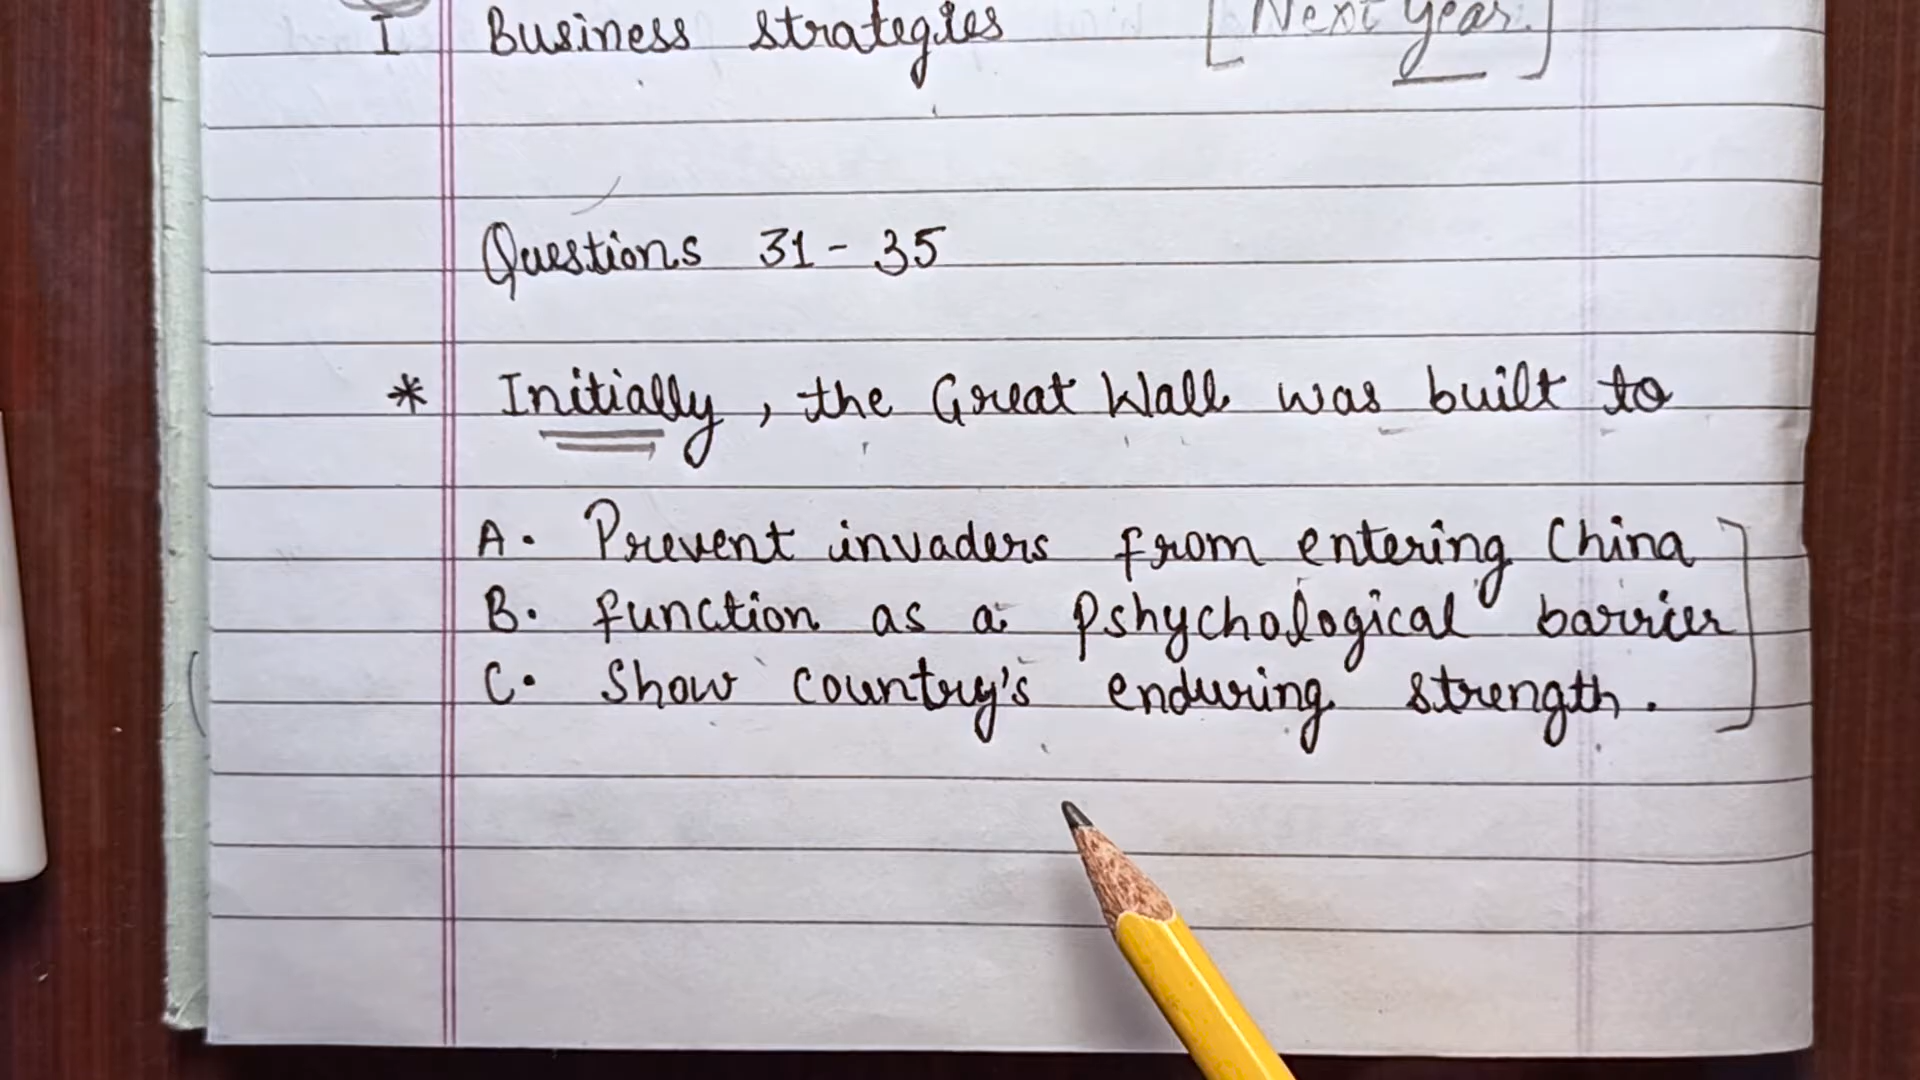 I Business strategies [Next year.]
Questions 31 - 35
* Initially, the Great Wall was built to
A. Prevent invaders from entering China
B. function as a Pshychological barrier
C. Show country's enduring strength.